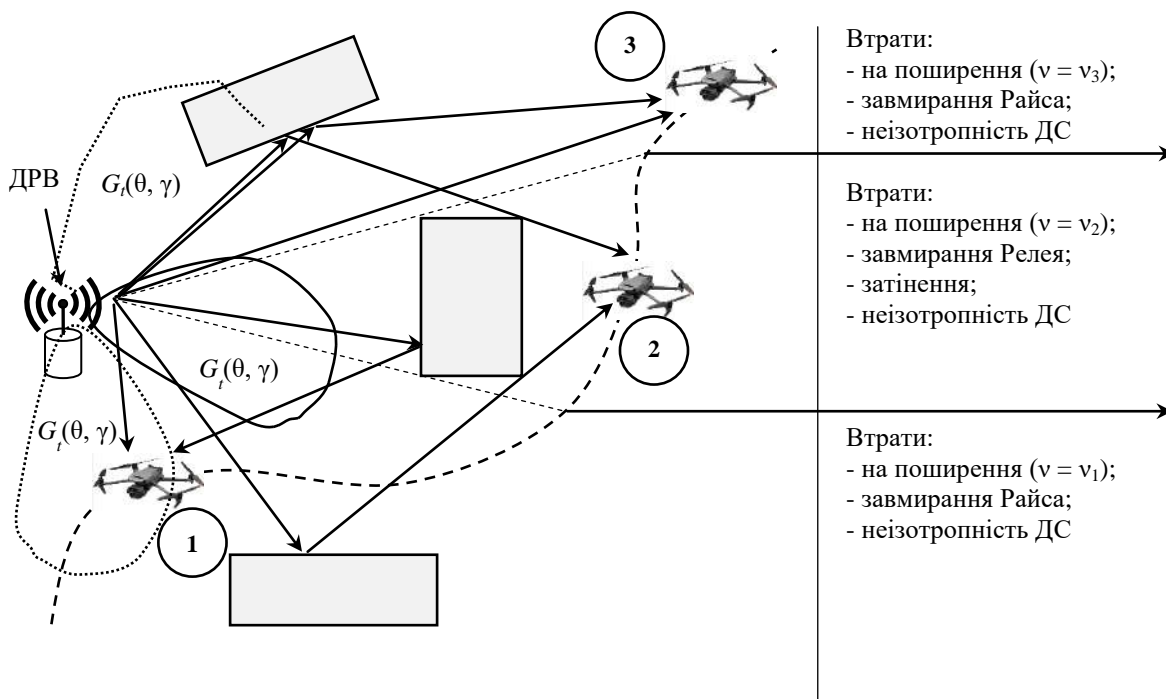 3
Втрати:
- на поширення (ν = ν₃);
- завмирання Райса;
- неізотропність ДС
ДРВ
Gₜ(θ, γ)
Втрати:
- на поширення (ν = ν₂);
- завмирання Релея;
- затінення;
- неізотропність ДС
2
Gₜ(θ, γ)
Gₜ(θ, γ)
1
Втрати:
- на поширення (ν = ν₁);
- завмирання Райса;
- неізотропність ДС